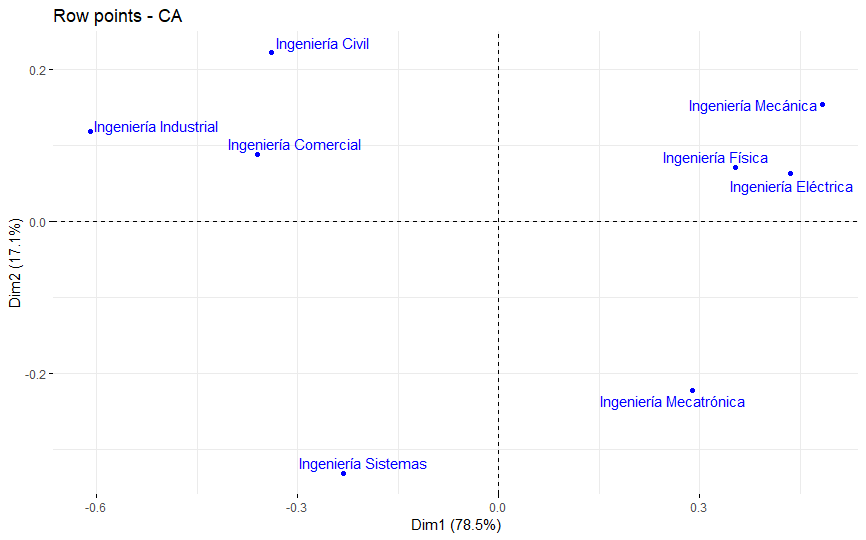 Row points - CA
Ingeniería Civil
Ingeniería Mecánica
Ingeniería Industrial
Ingeniería Comercial
Ingeniería Física
Ingeniería Eléctrica
Ingeniería Mecatrónica
Ingeniería Sistemas
0.2
0.0
-0.2
Dim2 (17.1%)
-0.6
-0.3
0.0
0.3
Dim1 (78.5%)